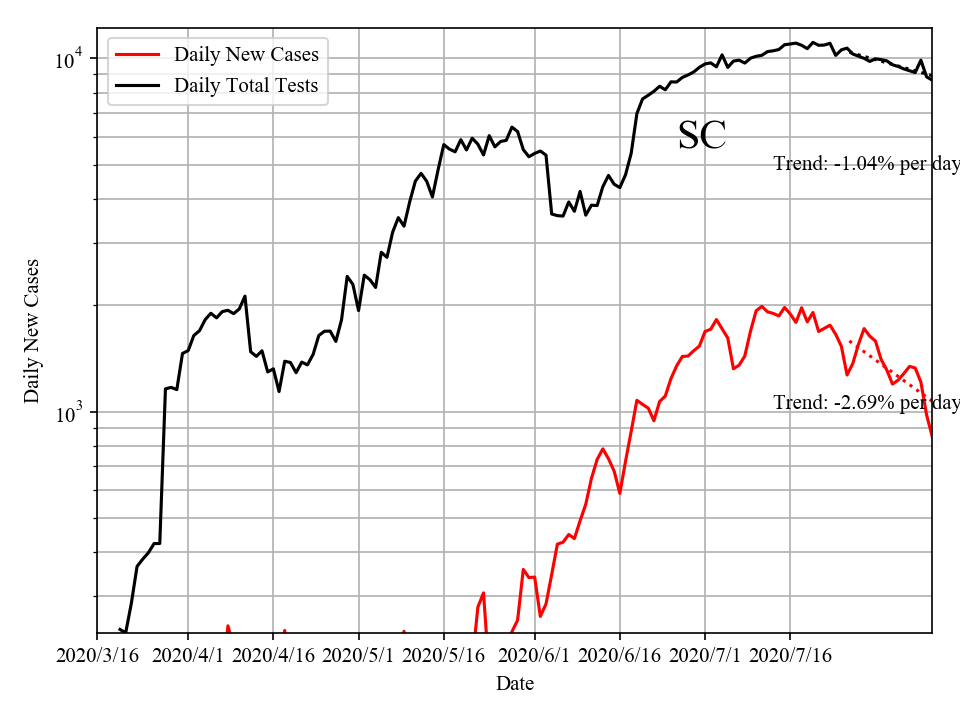 Daily New Cases
Daily Total Tests
10^4
SC
Trend: -1.04% per day
Daily New Cases
10^3
Trend: -2.69% per day
2020/3/16 2020/4/1 2020/4/16 2020/5/1 2020/5/16 2020/6/1 2020/6/16 2020/7/1 2020/7/16
Date